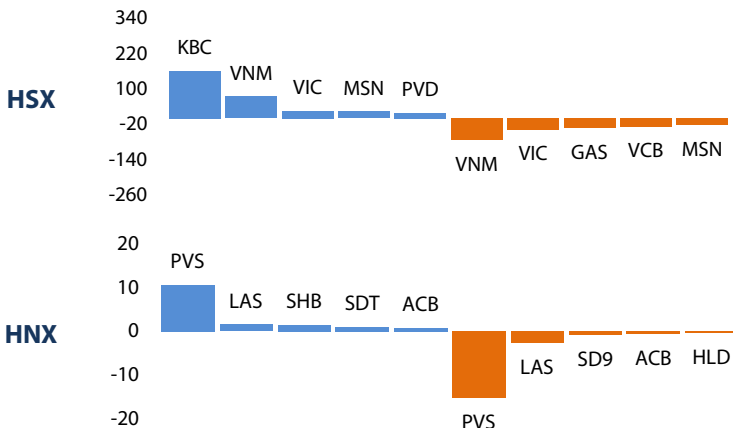 340
KBC
220
VNM
VIC MSN PVD
100
HSX
-20
-140
VNM VIC GAS VCB MSN
-260
20
PVS
10
LAS SHB SDT ACB
HNX
0
LAS SD9 ACB HLD
-10
-20
PVS